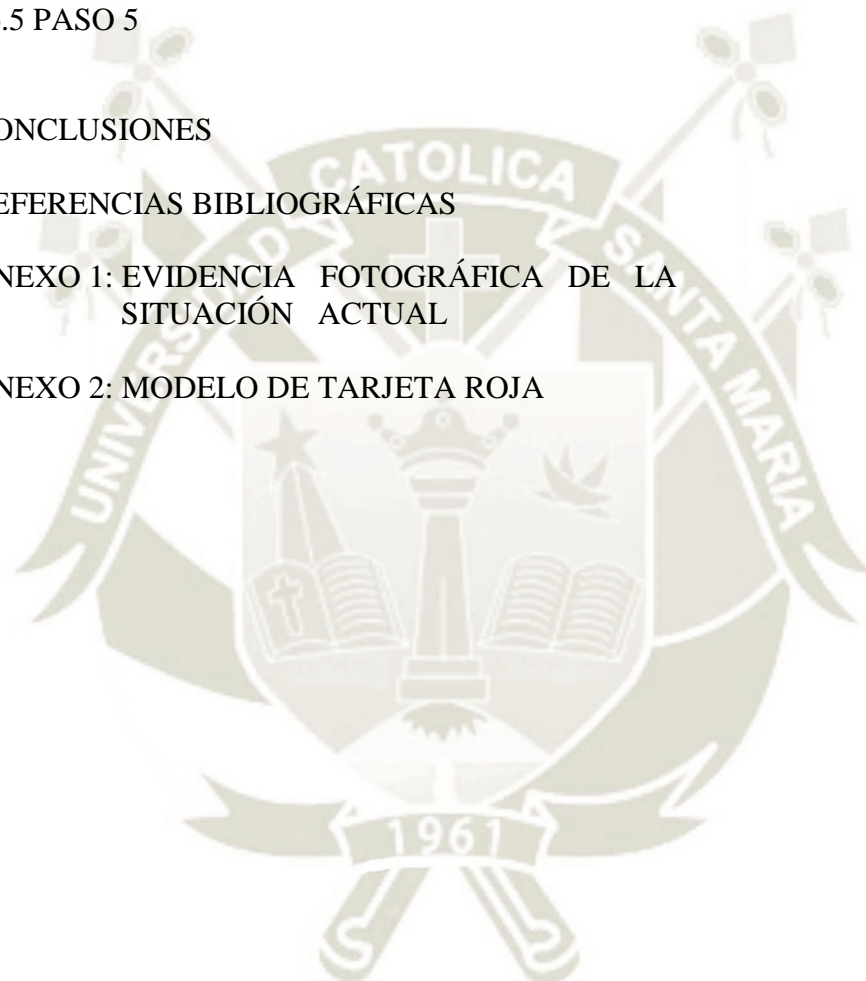 .5 PASO 5
ONCLUSIONES
EFERENCIAS BIBLIOGRÁFICAS
NEXO 1: EVIDENCIA FOTOGRÁFICA DE LA
SITUACIÓN ACTUAL
NEXO 2: MODELO DE TARJETA ROJA
UNIVERSIDAD CATOLICA SANTA MARIA
1961